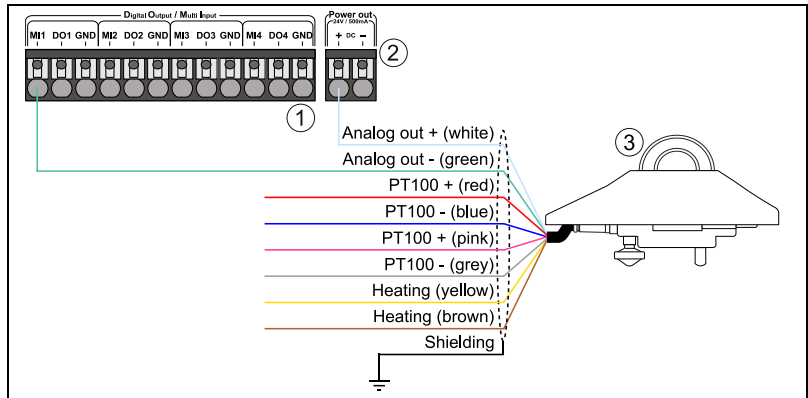 Digital Output / Multi Input
MI1 DO1 GND MI2 DO2 GND MI3 DO3 GND MI4 DO4 GND
Power out
24V / 500mA
+ DC −
1
2
3
Analog out + (white)
Analog out - (green)
PT100 + (red)
PT100 - (blue)
PT100 + (pink)
PT100 - (grey)
Heating (yellow)
Heating (brown)
Shielding